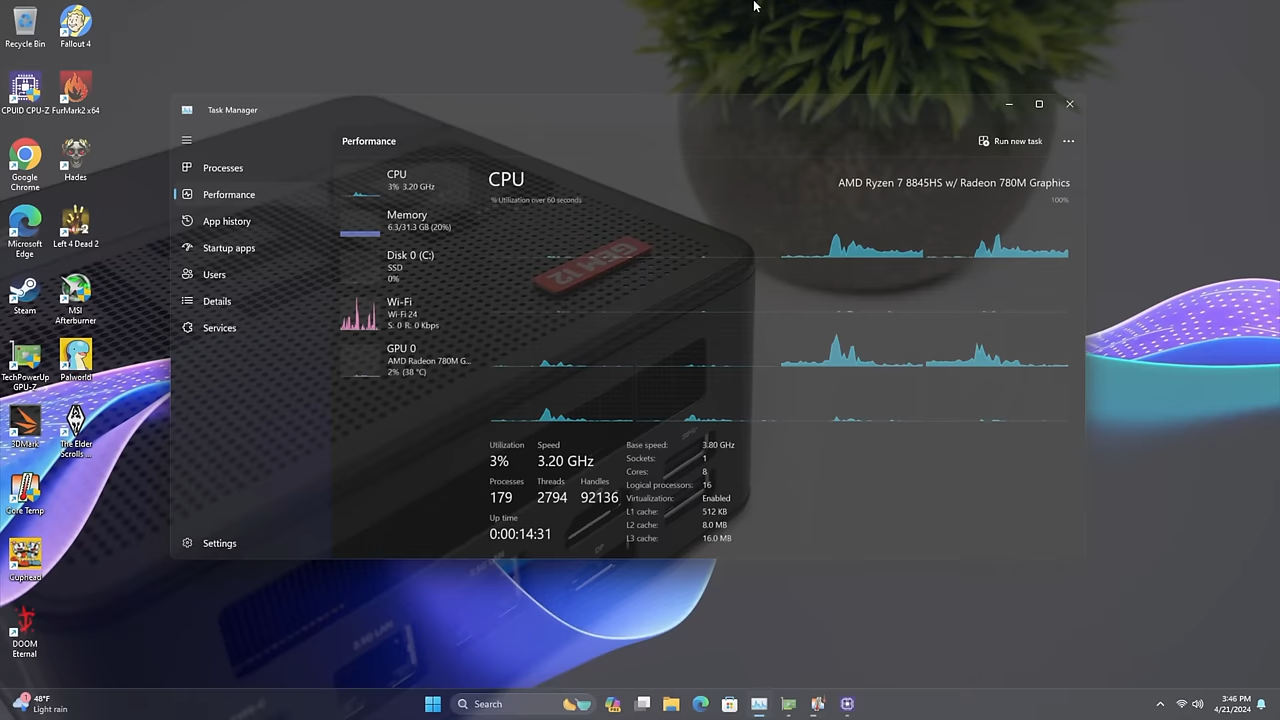 Recycle Bin
Fallout 4
CPUID CPU-Z
FurMark2 x64
Google
Chrome
Hades
Microsoft
Edge
Left 4 Dead 2
Steam
MSI
Afterburner
TechPowerUp
GPU-Z
Palworld
3DMark
The Elder
Scrolls ...
Core Temp
Cuphead
DOOM
Eternal
Task Manager
Processes
Performance
App history
Startup apps
Users
Details
Services
Settings
Performance
Run new task
CPU
3% 3.20 GHz
Memory
6.3/31.3 GB (20%)
Disk 0 (C:)
SSD
0%
Wi-Fi
Wi-Fi 24
S: 0 R: 0 Kbps
GPU 0
AMD Radeon 780M G...
2% (38 °C)
CPU
AMD Ryzen 7 8845HS w/ Radeon 780M Graphics
% Utilization over 60 seconds
100%
Utilization
Speed
3%
3.20 GHz
Processes
Threads
Handles
179
2794
92136
Up time
0:00:14:31
Base speed: 3.80 GHz
Sockets: 1
Cores: 8
Logical processors: 16
Virtualization: Enabled
L1 cache: 512 KB
L2 cache: 8.0 MB
L3 cache: 16.0 MB
1
48°F
Light rain
Search
3:46 PM
4/21/2024